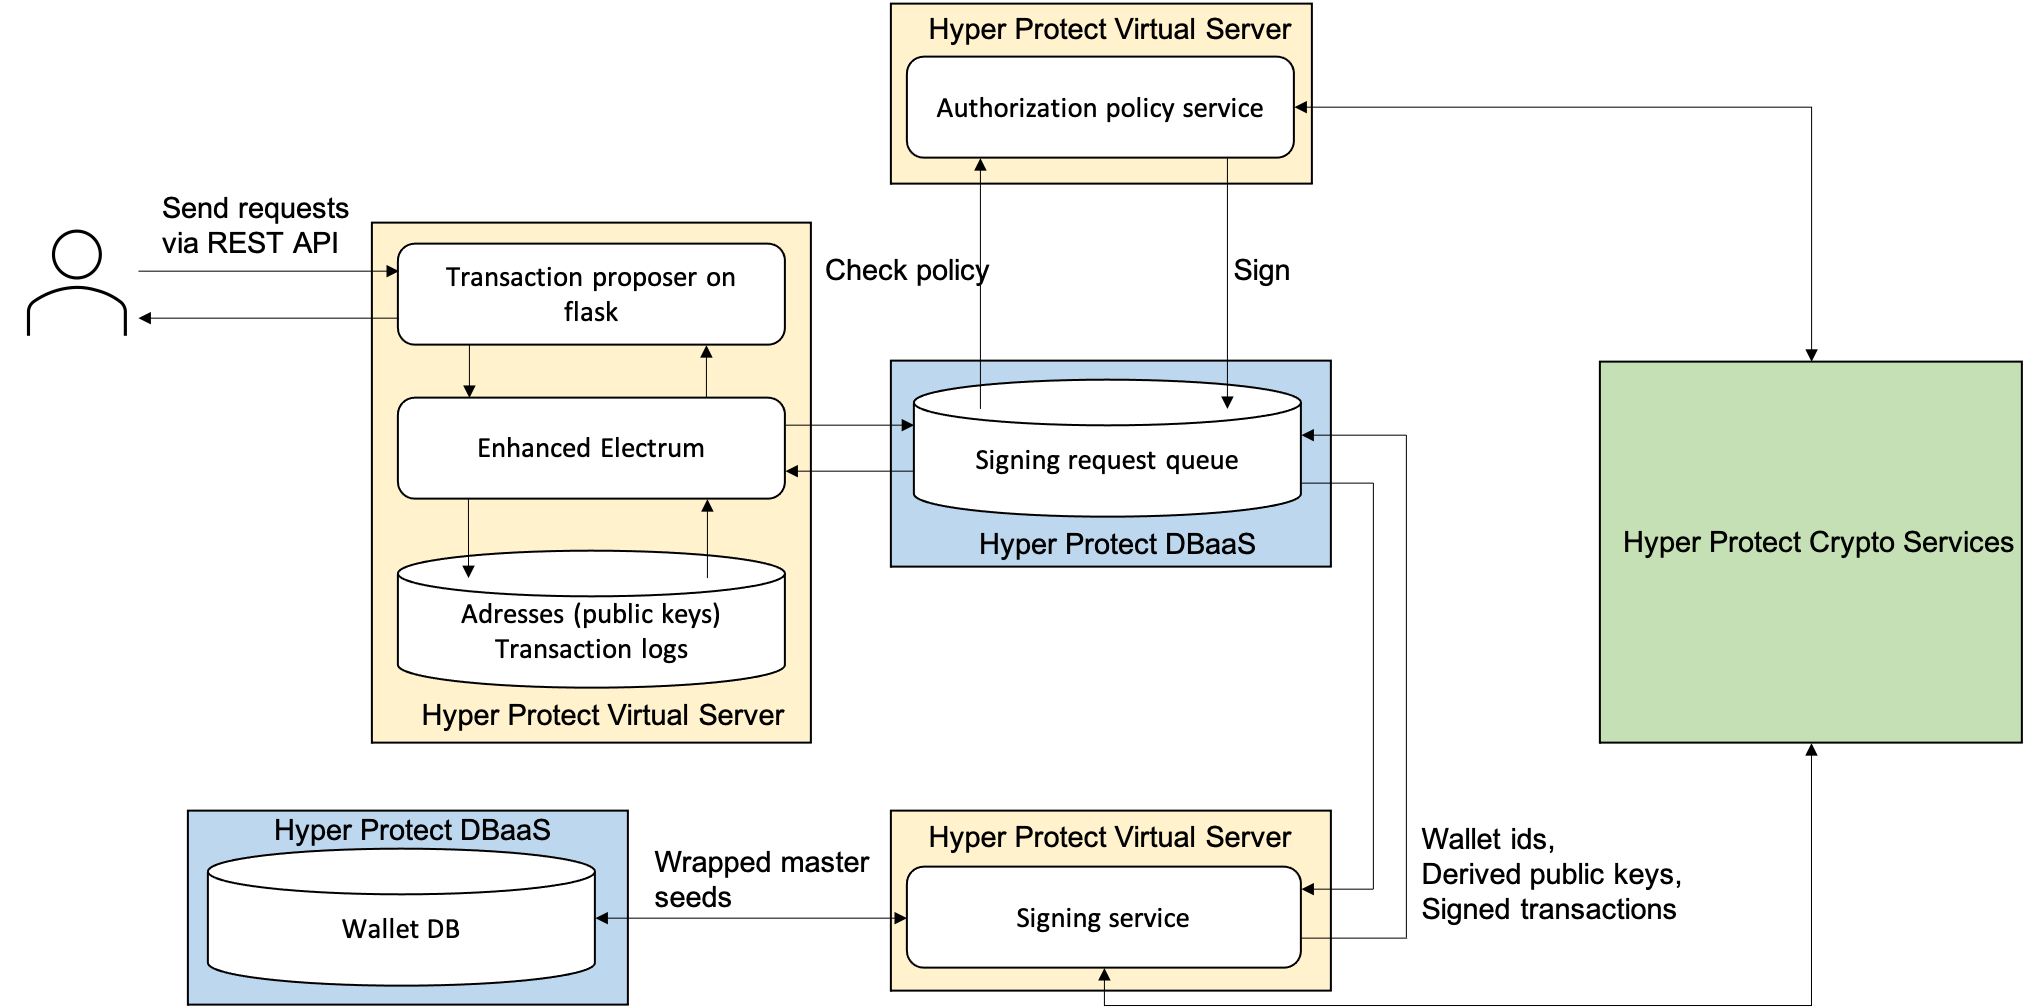 Hyper Protect Virtual Server
Authorization policy service
Send requests
via REST API
Transaction proposer on
flask
Check policy
Sign
Enhanced Electrum
Signing request queue
Hyper Protect DBaaS
Hyper Protect Crypto Services
Adresses (public keys)
Transaction logs
Hyper Protect Virtual Server
Hyper Protect DBaaS
Wallet DB
Wrapped master
seeds
Hyper Protect Virtual Server
Signing service
Wallet ids,
Derived public keys,
Signed transactions